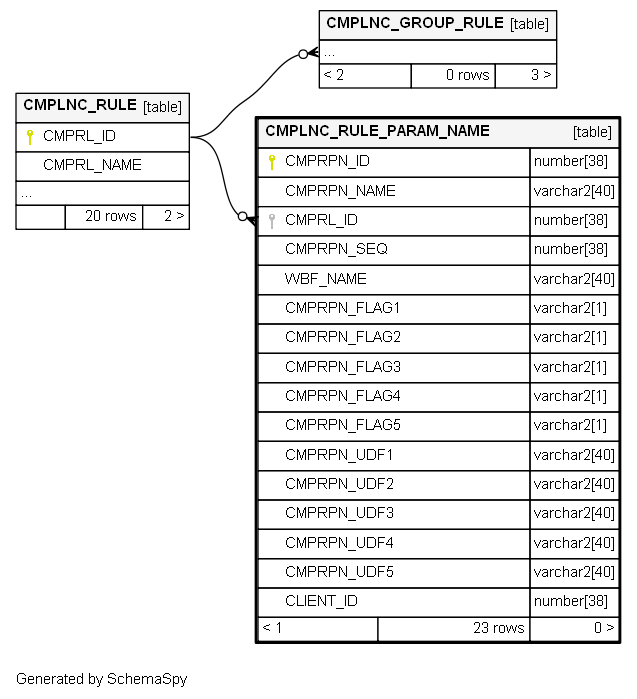 CMPLNC_GROUP_RULE [table]
...
< 2 0 rows 3 >
CMPLNC_RULE [table]
CMPRL_ID
CMPRL_NAME
...
20 rows 2 >
CMPLNC_RULE_PARAM_NAME [table]
CMPRPN_ID number[38]
CMPRPN_NAME varchar2[40]
CMPRL_ID number[38]
CMPRPN_SEQ number[38]
WBF_NAME varchar2[40]
CMPRPN_FLAG1 varchar2[1]
CMPRPN_FLAG2 varchar2[1]
CMPRPN_FLAG3 varchar2[1]
CMPRPN_FLAG4 varchar2[1]
CMPRPN_FLAG5 varchar2[1]
CMPRPN_UDF1 varchar2[40]
CMPRPN_UDF2 varchar2[40]
CMPRPN_UDF3 varchar2[40]
CMPRPN_UDF4 varchar2[40]
CMPRPN_UDF5 varchar2[40]
CLIENT_ID number[38]
< 1 23 rows 0 >
Generated by SchemaSpy